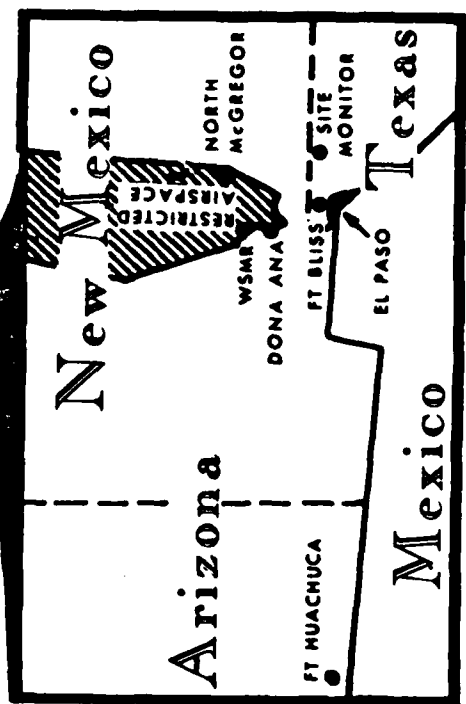 New Mexico
RESTRICTED
AIRSPACE
NORTH
McGREGOR
Arizona
WSMR
DONA ANA
FT HUACHUCA
FT BLISS
SITE
MONITOR
EL PASO
Texas
Mexico